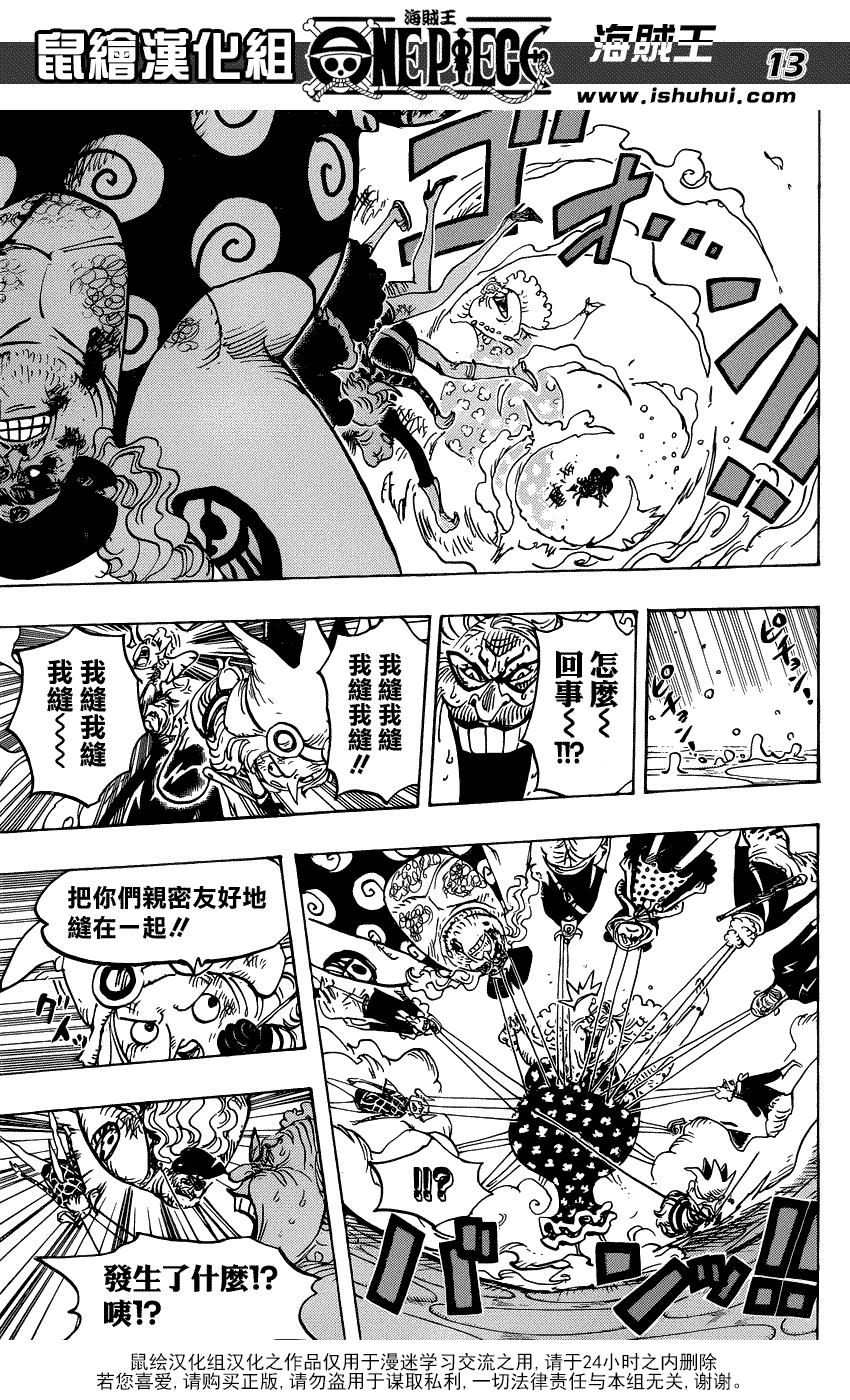 鼠繪漢化組
海賊王
ONE PIECE
海賊王
13
www.ishuhui.com
ゴオォ…!!
ピチョン
ピチョン
怎麼～
回事～!!?
我縫我縫
我縫我縫!!
我縫我縫
我縫～～
!!?
把你們親密友好地
縫在一起!!
ダダッ
發生了什麼!?
咦!?
鼠绘汉化组汉化之作品仅用于漫迷学习交流之用, 请于24小时之内删除
若您喜爱, 请购买正版, 请勿盗用于谋取私利, 一切法律责任与本组无关, 谢谢。